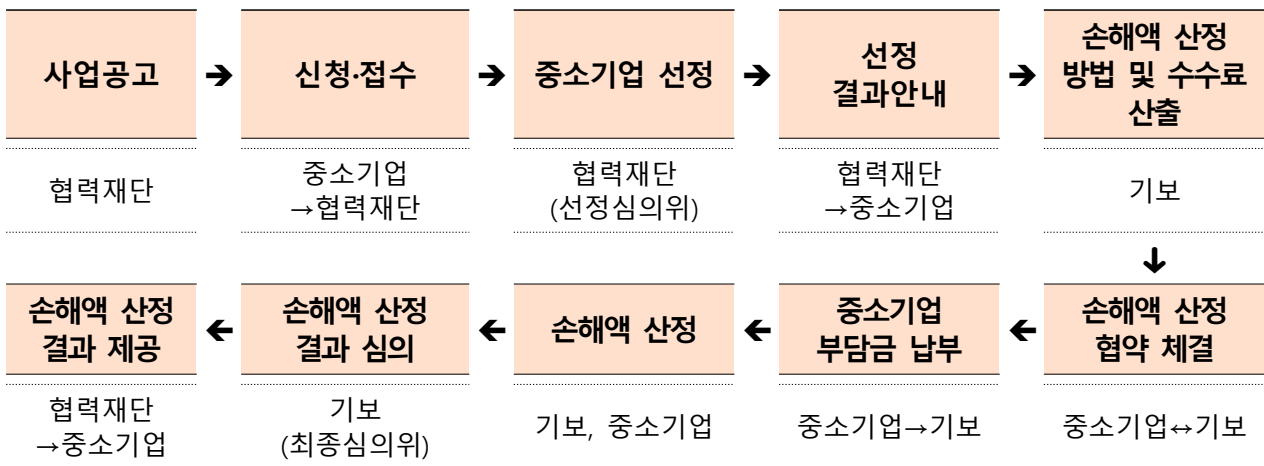 사업공고 → 신청·접수 → 중소기업 선정 → 선정
결과안내 → 손해액 산정
방법 및 수수료
산출
협력재단
중소기업
→협력재단
협력재단
(선정심의위)
협력재단
→중소기업
기보
↓
손해액 산정
결과 제공 ← 손해액 산정
결과 심의 ← 손해액 산정 ← 중소기업
부담금 납부 ← 손해액 산정
협약 체결
협력재단
→중소기업
기보
(최종심의위)
기보, 중소기업
중소기업→기보
중소기업↔기보